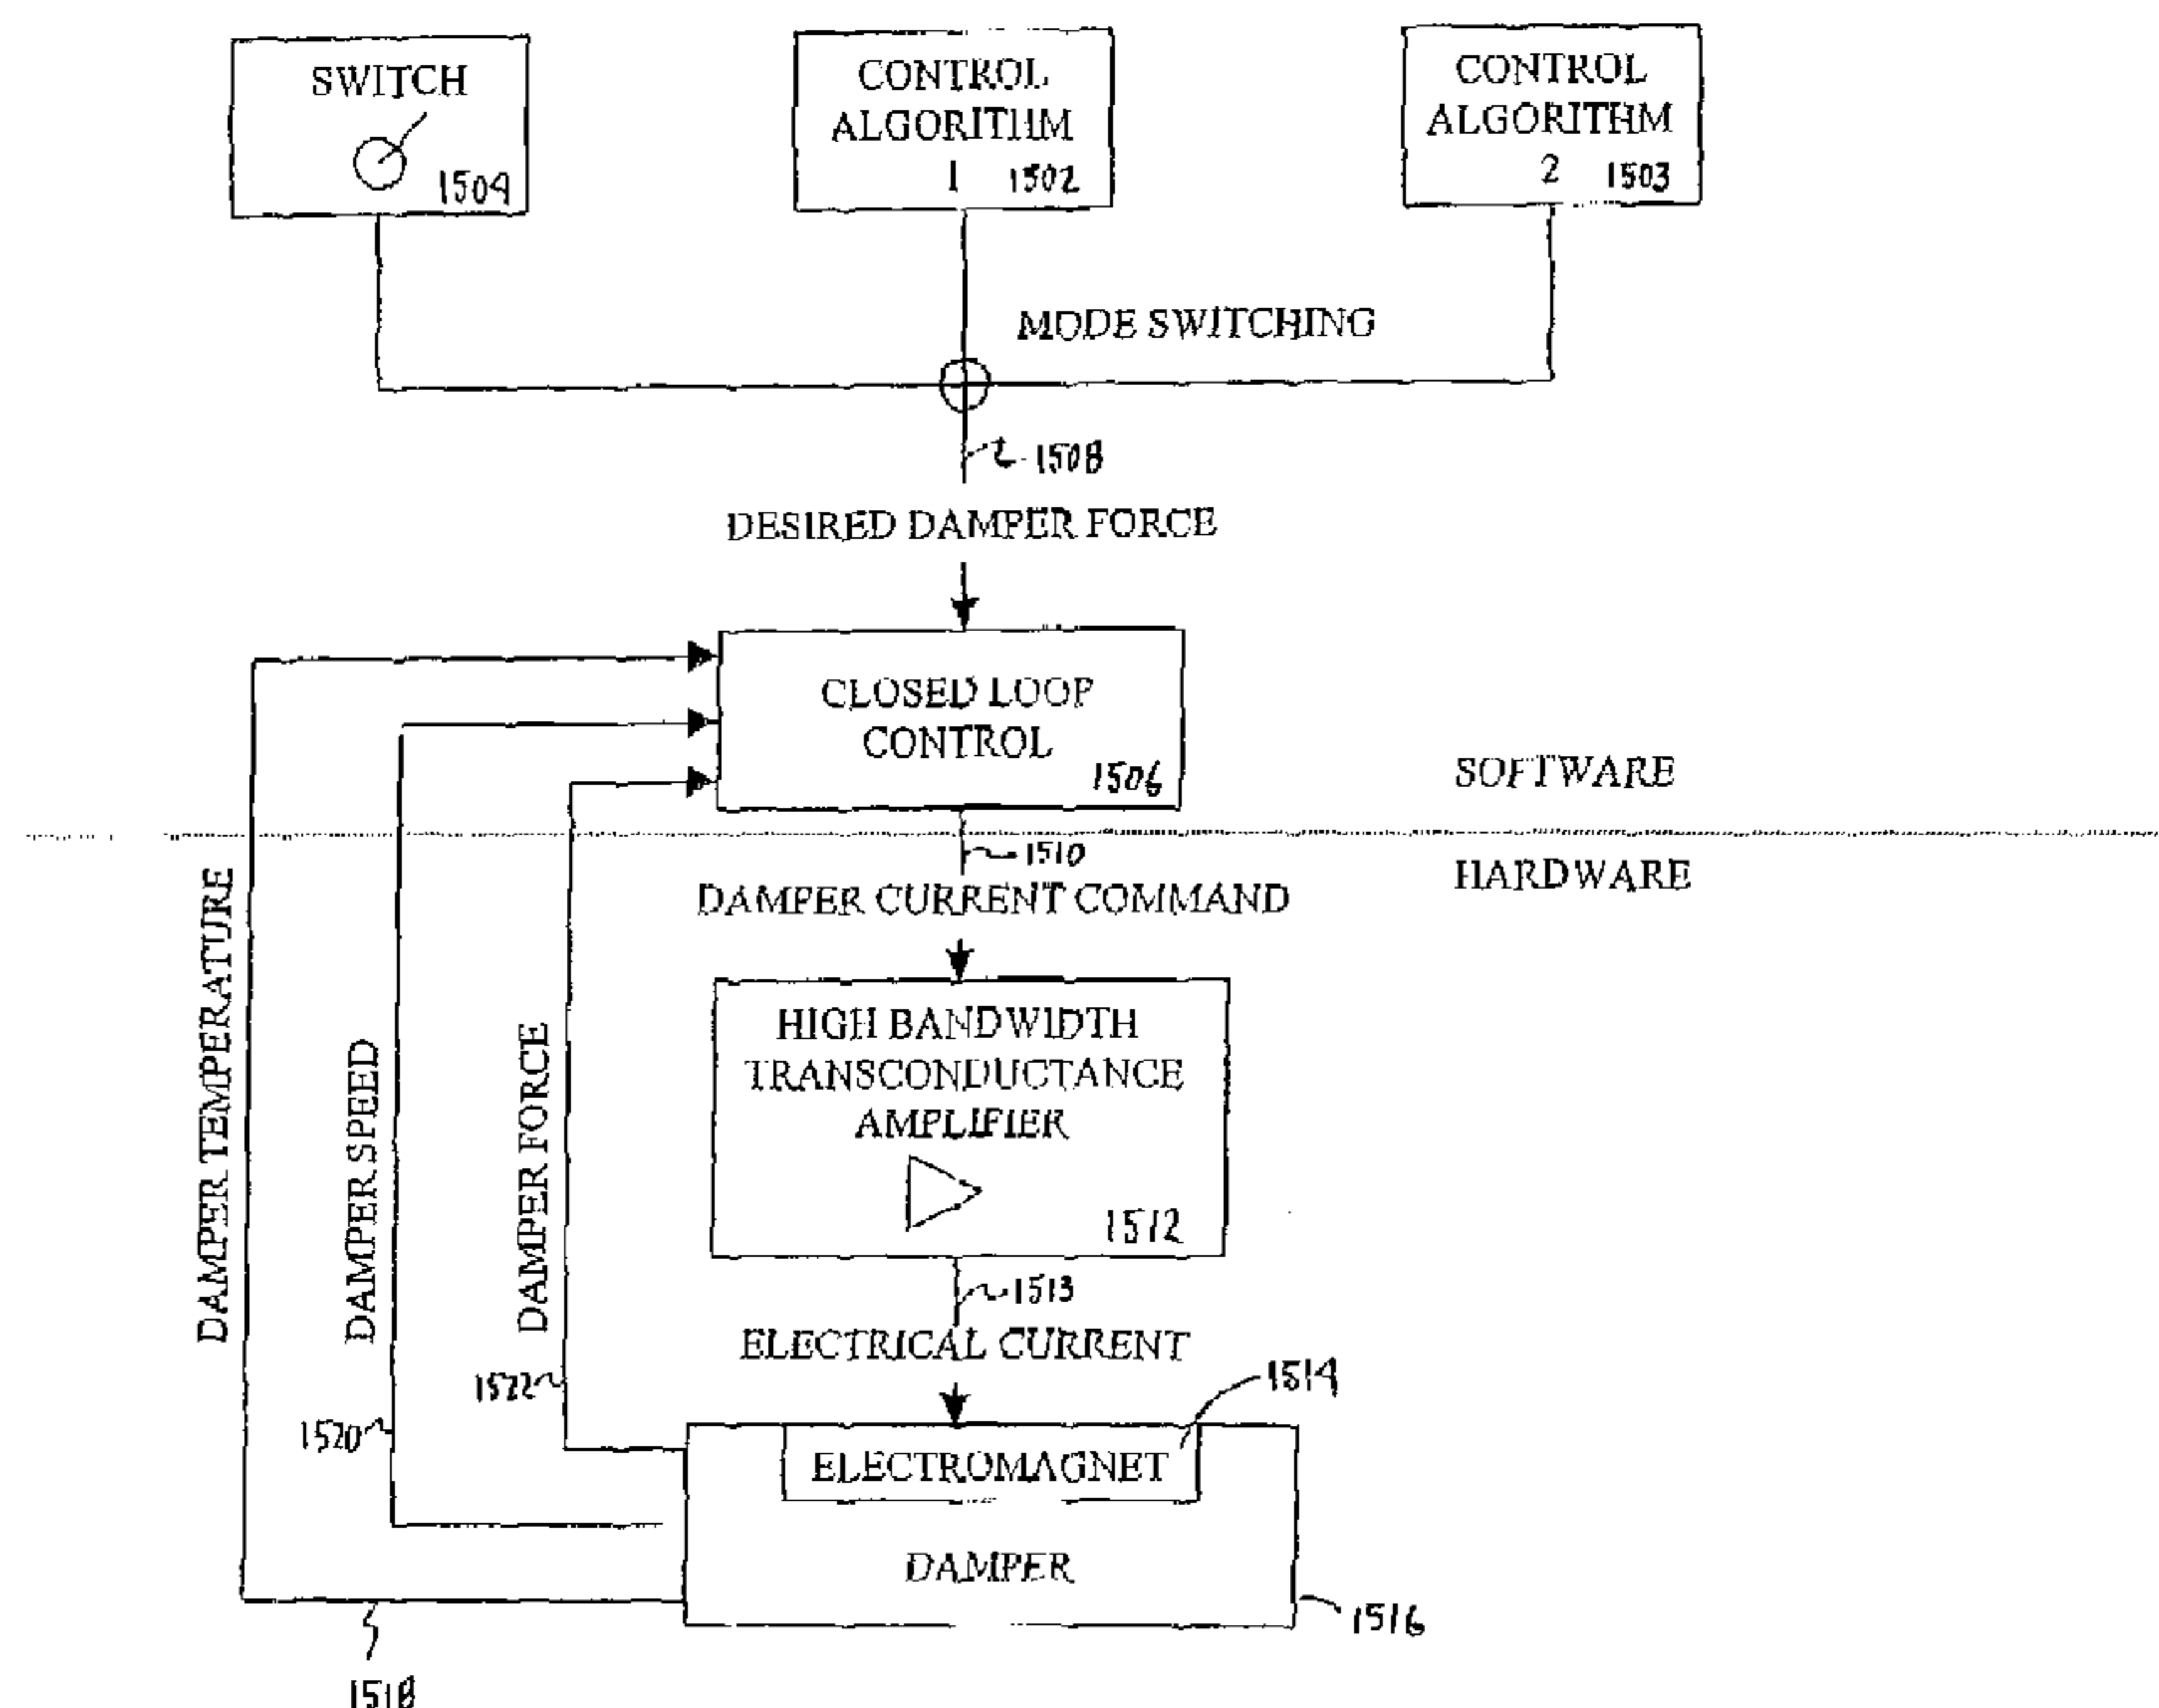 SWITCH
1504
CONTROL
ALGORITHM
1 1502
CONTROL
ALGORITHM
2 1503
MODE SWITCHING
1508
DESIRED DAMPER FORCE
CLOSED LOOP
CONTROL
1506
SOFTWARE
HARDWARE
1510
DAMPER CURRENT COMMAND
DAMPER TEMPERATURE
DAMPER SPEED
DAMPER FORCE
HIGH BANDWIDTH
TRANSCONDUCTANCE
AMPLIFIER
1512
1513
ELECTRICAL CURRENT
1514
1522
1520
ELECTROMAGNET
DAMPER
1516
1518